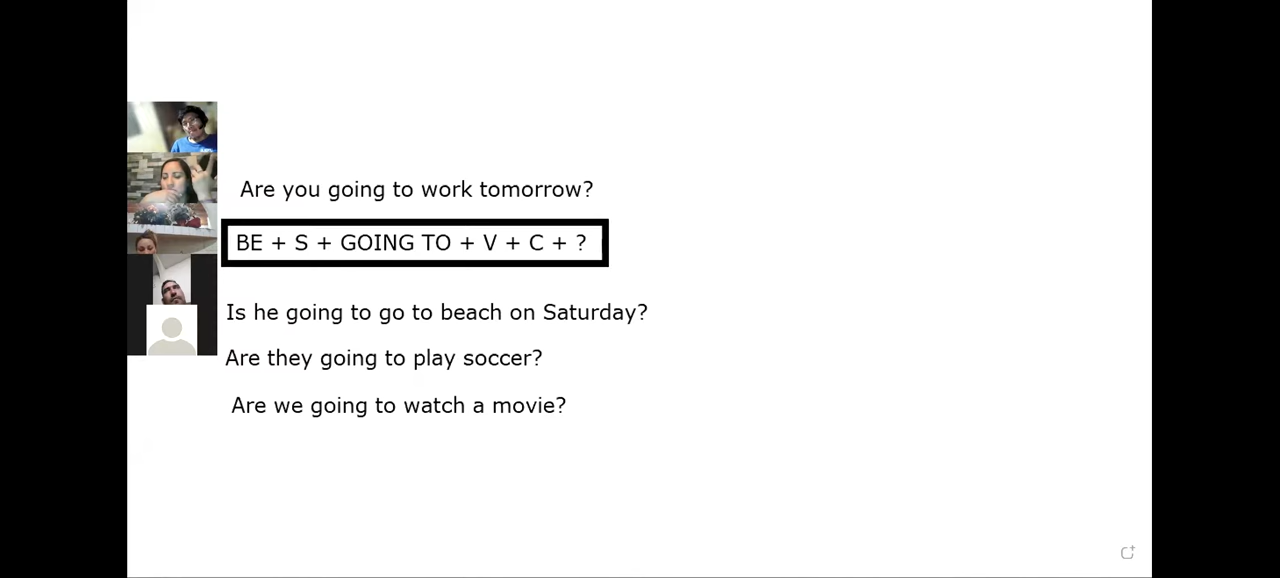 Are you going to work tomorrow?
BE + S + GOING TO + V + C + ?
Is he going to go to beach on Saturday?
Are they going to play soccer?
Are we going to watch a movie?